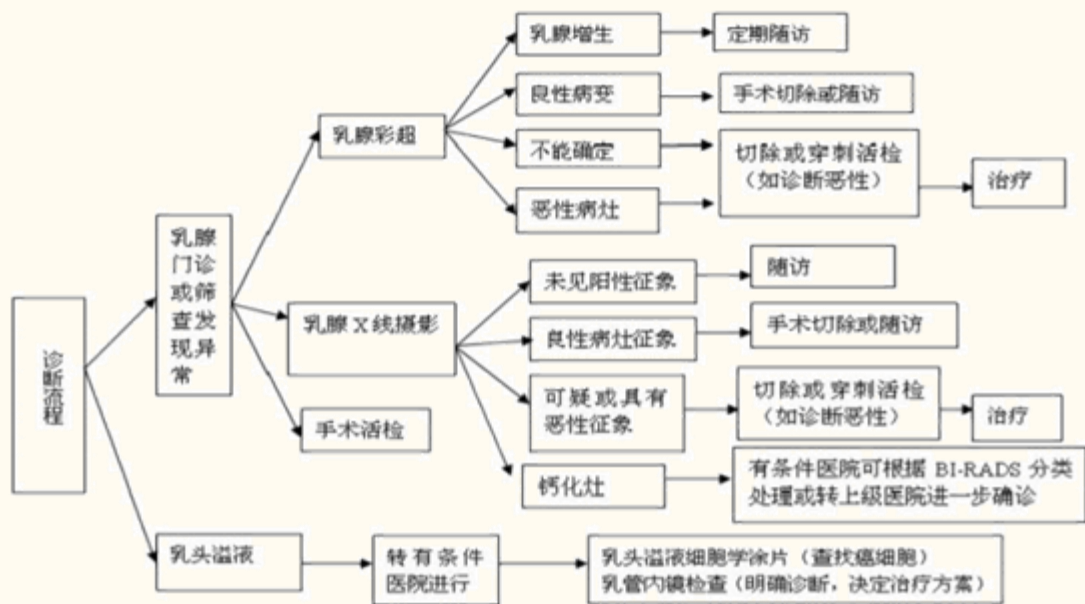 诊断流程
乳腺
门诊
或筛
查发
现异
常
乳腺彩超
乳腺增生
定期随访
良性病变
手术切除或随访
不能确定
恶性病灶
切除或穿刺活检
（如诊断恶性）
治疗
乳腺X线摄影
未见阳性征象
随访
良性病灶征象
手术切除或随访
可疑或具有
恶性征象
切除或穿刺活检
（如诊断恶性）
治疗
钙化灶
有条件医院可根据 BI-RADS 分类
处理或转上级医院进一步确诊
手术活检
乳头溢液
转有条件
医院进行
乳头溢液细胞学涂片（查找癌细胞）
乳管内镜检查（明确诊断，决定治疗方案）